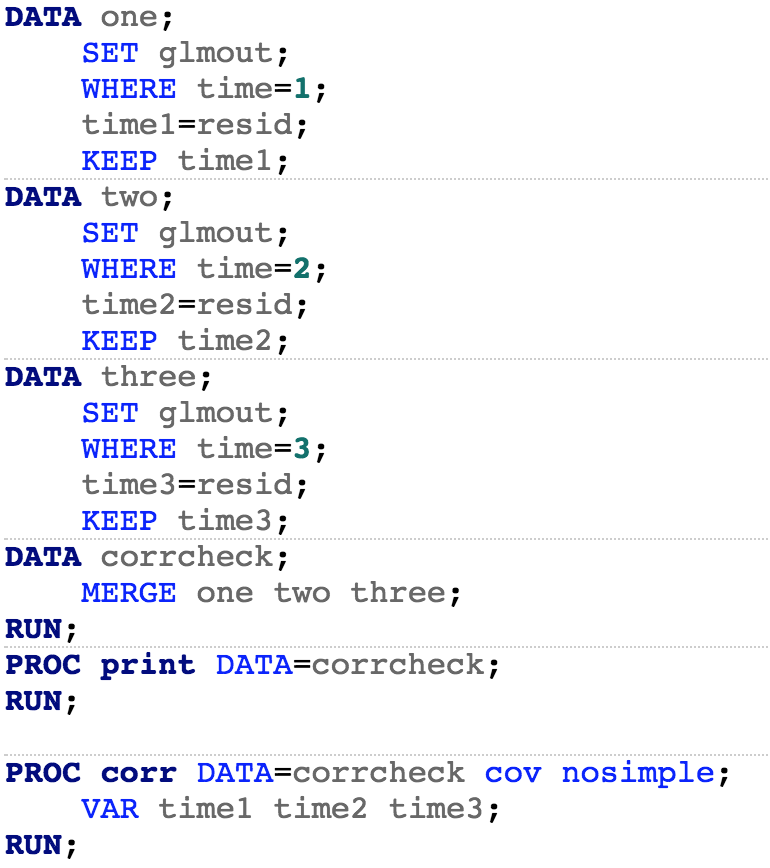 DATA one;
SET glmout;
WHERE time=1;
time1=resid;
KEEP time1;
DATA two;
SET glmout;
WHERE time=2;
time2=resid;
KEEP time2;
DATA three;
SET glmout;
WHERE time=3;
time3=resid;
KEEP time3;
DATA corrcheck;
MERGE one two three;
RUN;
PROC print DATA=corrcheck;
RUN;
PROC corr DATA=corrcheck cov nosimple;
VAR time1 time2 time3;
RUN;